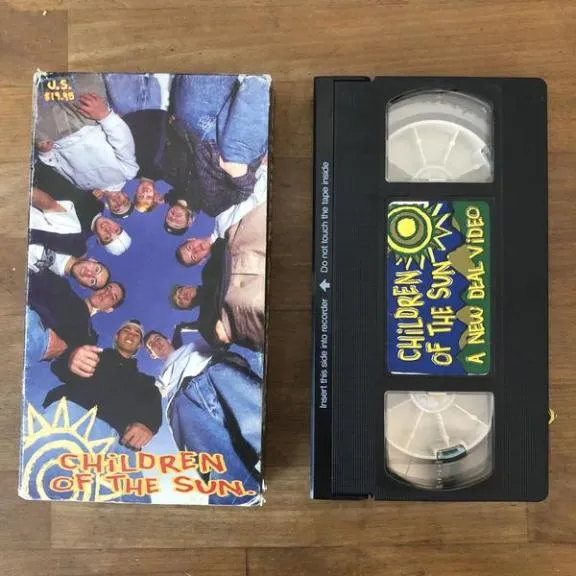 U.S.
$19.95
CHILDREN
OF THE SUN.
Insert this side into recorder
Do not touch the tape inside
CHILDREN
OF THE SUN
A NEW DEAL VIDEO